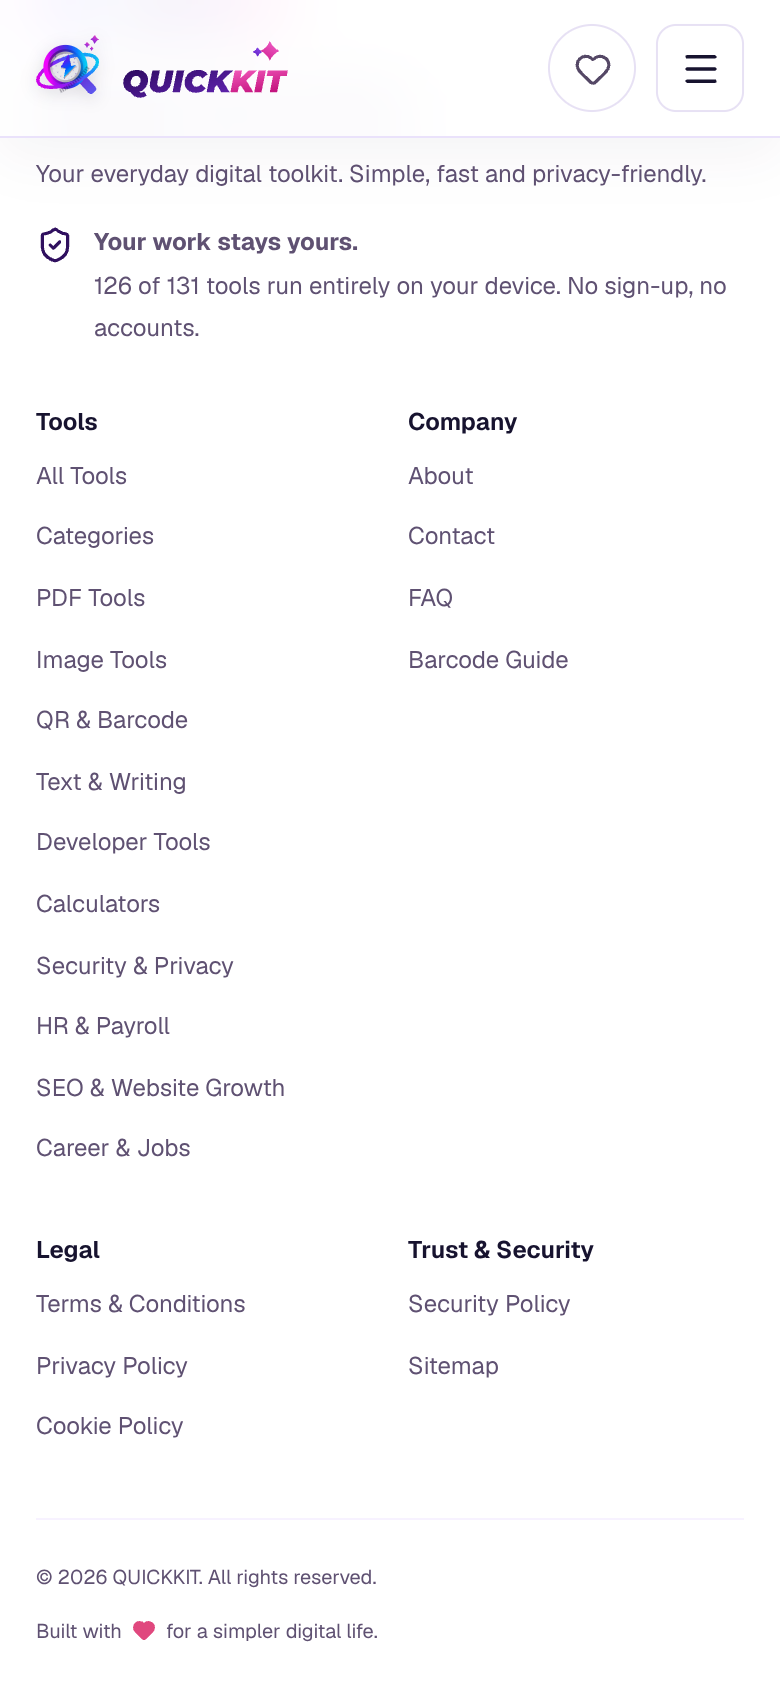 QUICKKIT
Your everyday digital toolkit. Simple, fast and privacy-friendly.
Your work stays yours.
126 of 131 tools run entirely on your device. No sign-up, no
accounts.
Tools
All Tools
Categories
PDF Tools
Image Tools
QR & Barcode
Text & Writing
Developer Tools
Calculators
Security & Privacy
HR & Payroll
SEO & Website Growth
Career & Jobs
Company
About
Contact
FAQ
Barcode Guide
Legal
Terms & Conditions
Privacy Policy
Cookie Policy
Trust & Security
Security Policy
Sitemap
© 2026 QUICKKIT. All rights reserved.
Built with ❤ for a simpler digital life.